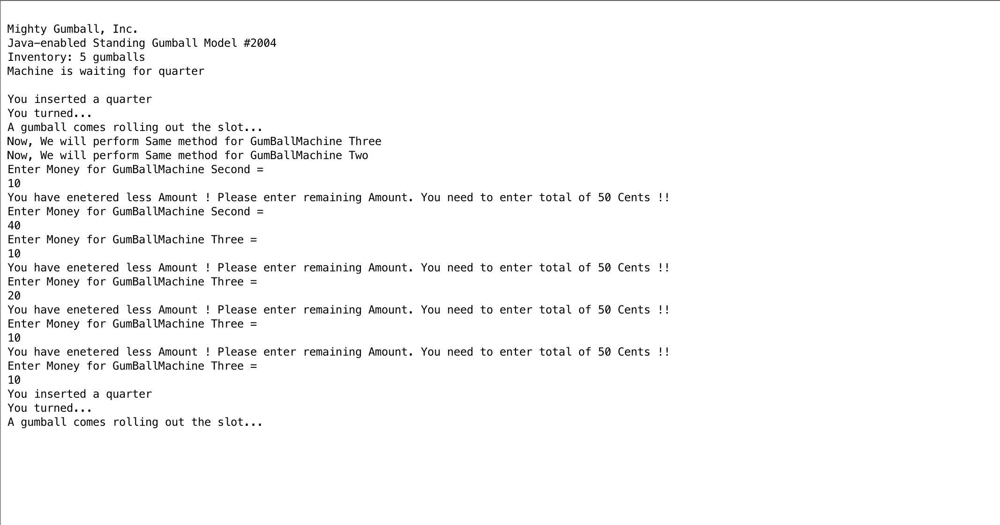 Mighty Gumball, Inc.
Java-enabled Standing Gumball Model #2004
Inventory: 5 gumballs
Machine is waiting for quarter
You inserted a quarter
You turned...
A gumball comes rolling out the slot...
Now, We will perform Same method for GumBallMachine Three
Now, We will perform Same method for GumBallMachine Two
Enter Money for GumBallMachine Second =
10
You have enetered less Amount ! Please enter remaining Amount. You need to enter total of 50 Cents !!
Enter Money for GumBallMachine Second =
40
Enter Money for GumBallMachine Three =
10
You have enetered less Amount ! Please enter remaining Amount. You need to enter total of 50 Cents !!
Enter Money for GumBallMachine Three =
20
You have enetered less Amount ! Please enter remaining Amount. You need to enter total of 50 Cents !!
Enter Money for GumBallMachine Three =
10
You have enetered less Amount ! Please enter remaining Amount. You need to enter total of 50 Cents !!
Enter Money for GumBallMachine Three =
10
You inserted a quarter
You turned...
A gumball comes rolling out the slot...